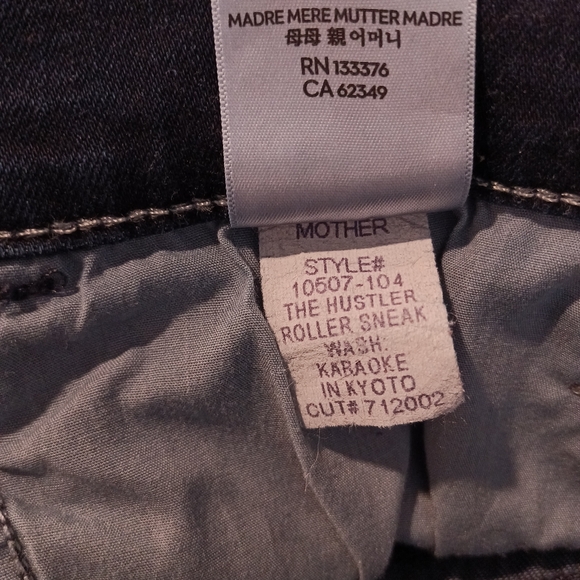 MADRE MERE MUTTER MADRE
母母 親 어머니
RN 133376
CA 62349
MOTHER
STYLE#
10507-104
THE HUSTLER
ROLLER SNEAK
WASH:
KARAOKE
IN KYOTO
CUT# 712002